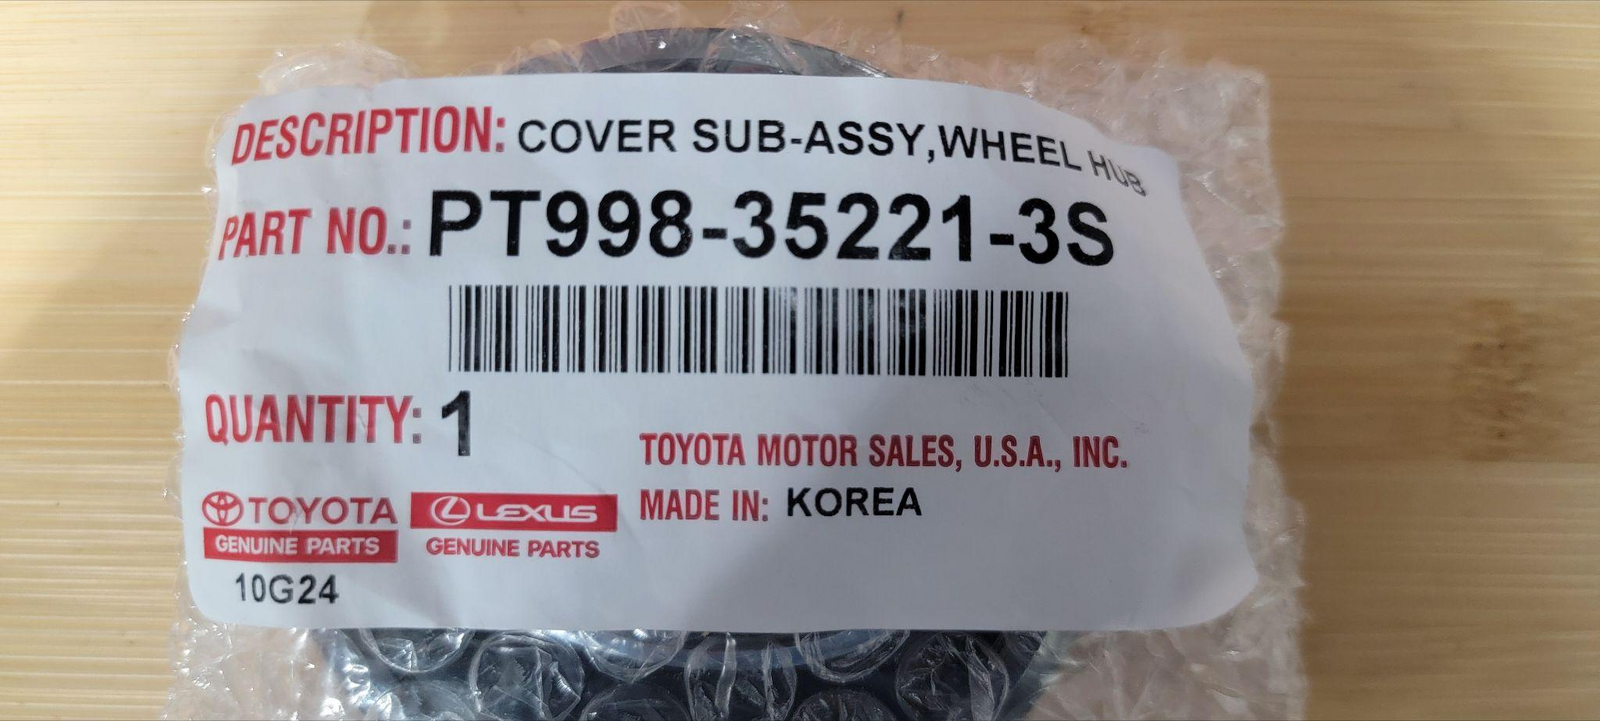 DESCRIPTION: COVER SUB-ASSY,WHEEL HUB
PART NO.: PT998-35221-3S
QUANTITY: 1
TOYOTA MOTOR SALES, U.S.A., INC.
MADE IN: KOREA
TOYOTA
GENUINE PARTS
LEXUS
GENUINE PARTS
10G24